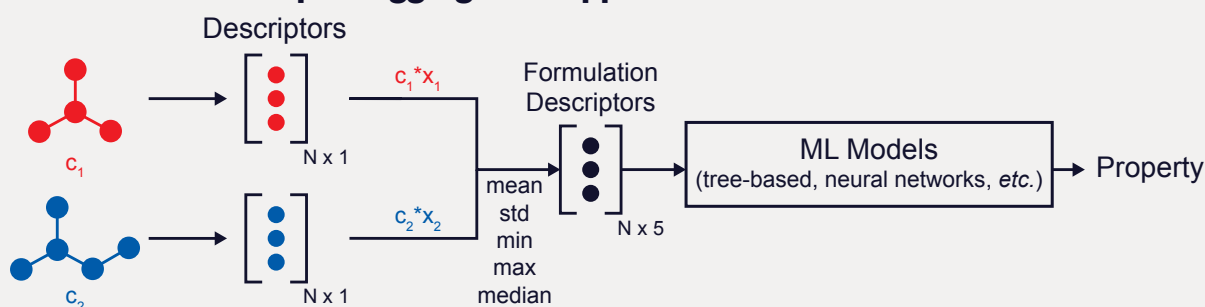 Descriptors
c₁*x₁
Formulation
Descriptors
N x 1
c₁
ML Models
(tree-based, neural networks, etc.)
Property
mean
std
min
max
median
N x 5
c₂*x₂
N x 1
c₂